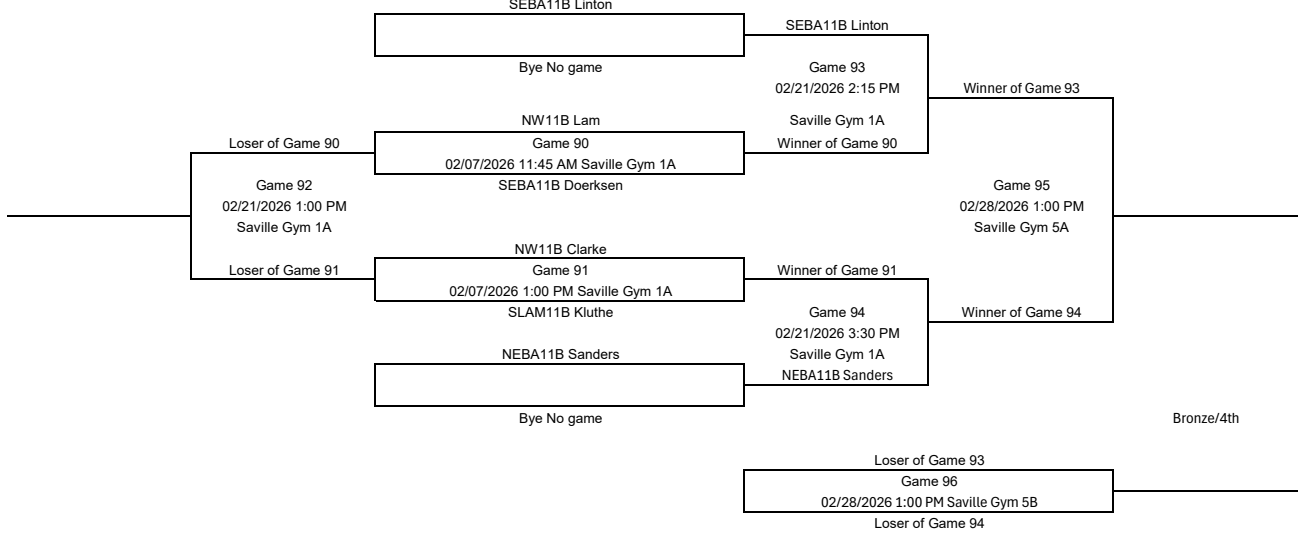 SEBA11B Linton
SEBA11B Linton
Bye No game
Game 93
02/21/2026 2:15 PM
Winner of Game 93
NW11B Lam
Saville Gym 1A
Loser of Game 90
Game 90
Winner of Game 90
02/07/2026 11:45 AM Saville Gym 1A
Game 92
SEBA11B Doerksen
Game 95
02/21/2026 1:00 PM
02/28/2026 1:00 PM
Saville Gym 1A
Saville Gym 5A
NW11B Clarke
Loser of Game 91
Game 91
Winner of Game 91
02/07/2026 1:00 PM Saville Gym 1A
SLAM11B Kluthe
Game 94
Winner of Game 94
02/21/2026 3:30 PM
NEBA11B Sanders
Saville Gym 1A
NEBA11B Sanders
Bye No game
Bronze/4th
Loser of Game 93
Game 96
02/28/2026 1:00 PM Saville Gym 5B
Loser of Game 94